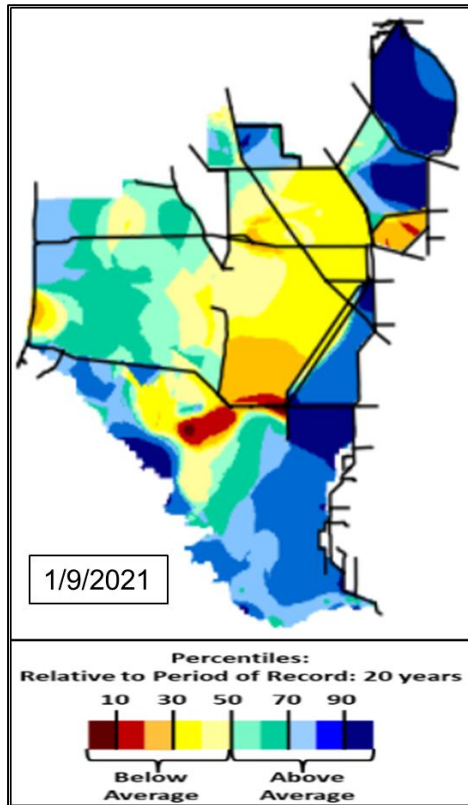 1/9/2021
Percentiles:
Relative to Period of Record: 20 years
10 30 50 70 90
Below Above
Average Average